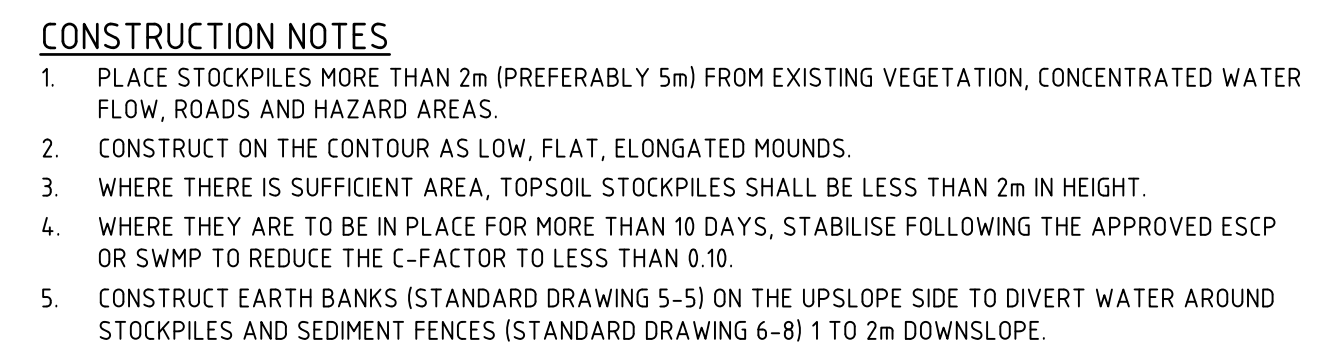 CONSTRUCTION NOTES
1. PLACE STOCKPILES MORE THAN 2m (PREFERABLY 5m) FROM EXISTING VEGETATION, CONCENTRATED WATER
FLOW, ROADS AND HAZARD AREAS.
2. CONSTRUCT ON THE CONTOUR AS LOW, FLAT, ELONGATED MOUNDS.
3. WHERE THERE IS SUFFICIENT AREA, TOPSOIL STOCKPILES SHALL BE LESS THAN 2m IN HEIGHT.
4. WHERE THEY ARE TO BE IN PLACE FOR MORE THAN 10 DAYS, STABILISE FOLLOWING THE APPROVED ESCP
OR SWMP TO REDUCE THE C-FACTOR TO LESS THAN 0.10.
5. CONSTRUCT EARTH BANKS (STANDARD DRAWING 5-5) ON THE UPSLOPE SIDE TO DIVERT WATER AROUND
STOCKPILES AND SEDIMENT FENCES (STANDARD DRAWING 6-8) 1 TO 2m DOWNSLOPE.